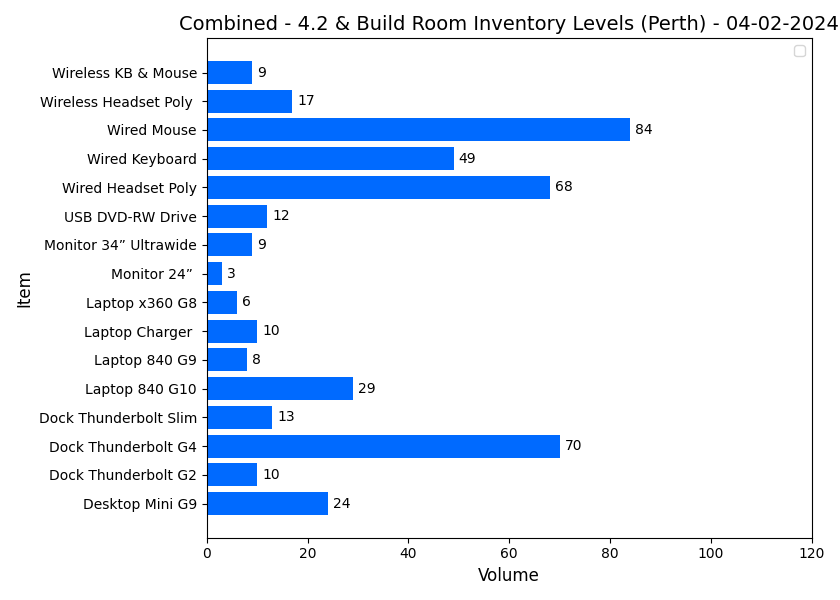 Combined - 4.2 & Build Room Inventory Levels (Perth) - 04-02-2024
Wireless KB & Mouse 9
Wireless Headset Poly 17
Wired Mouse 84
Wired Keyboard 49
Wired Headset Poly 68
USB DVD-RW Drive 12
Monitor 34” Ultrawide 9
Monitor 24” 3
Laptop x360 G8 6
Laptop Charger 10
Laptop 840 G9 8
Laptop 840 G10 29
Dock Thunderbolt Slim 13
Dock Thunderbolt G4 70
Dock Thunderbolt G2 10
Desktop Mini G9 24
Item
0 20 40 60 80 100 120
Volume